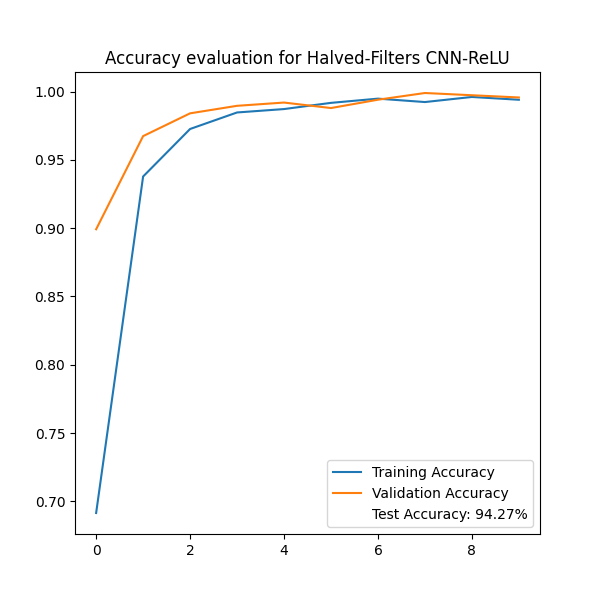 Accuracy evaluation for Halved-Filters CNN-ReLU
1.00
0.95
0.90
0.85
0.80
0.75
0.70
Training Accuracy
Validation Accuracy
Test Accuracy: 94.27%
0 2 4 6 8